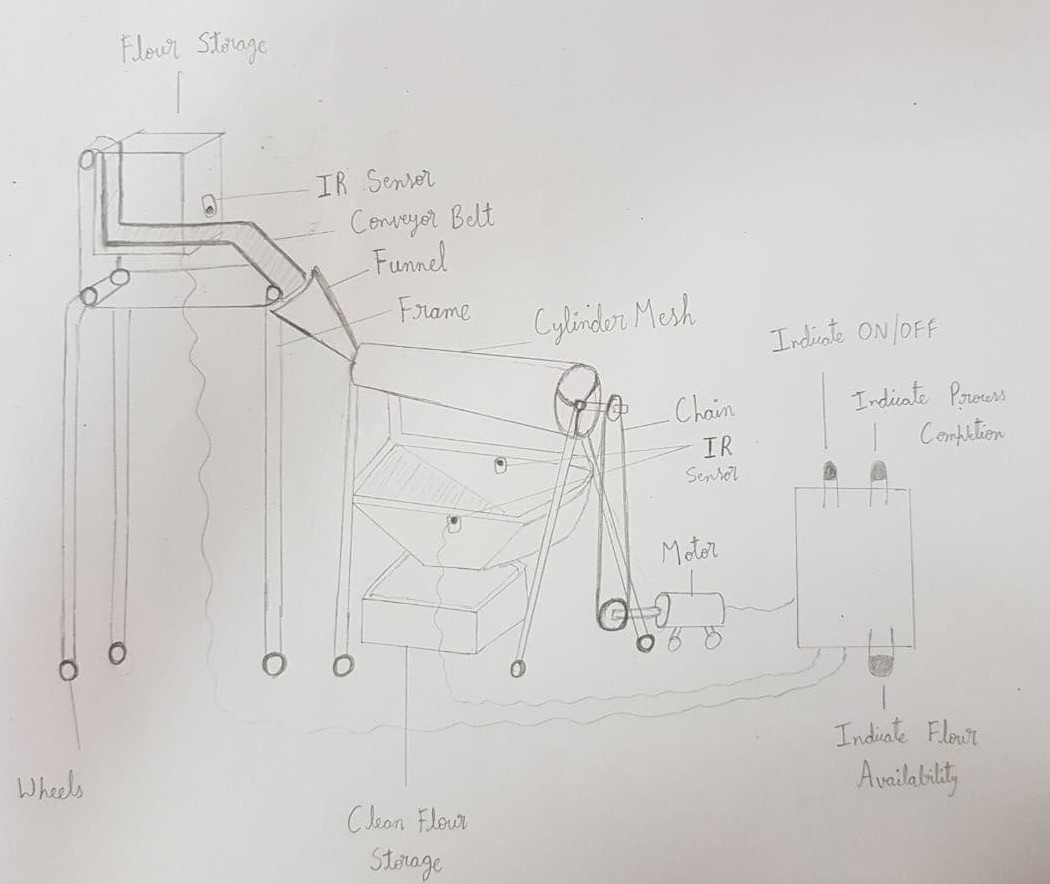 Flour Storage
IR Sensor
Conveyor Belt
Funnel
Frame
Cylinder Mesh
Indicate ON/OFF
Indicate Process
Completion
Chain
IR
Sensor
Motor
Indicate Flour
Availability
Wheels
Clean Flour
Storage